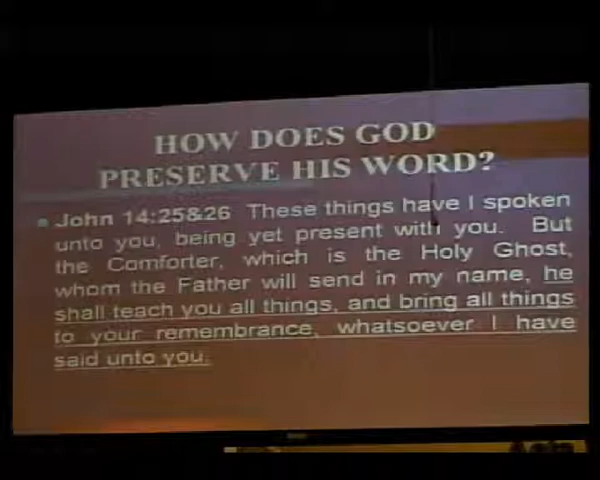 HOW DOES GOD
PRESERVE HIS WORD?
John 14:25&26 These things have I spoken
unto you, being yet present with you. But
the Comforter, which is the Holy Ghost,
whom the Father will send in my name, he
shall teach you all things, and bring all things
to your remembrance, whatsoever I have
said unto you.